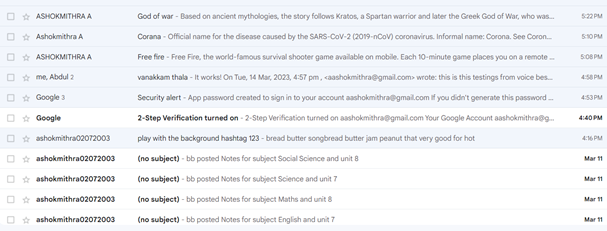 ASHOKMITHRA A God of war - Based on ancient mythologies, the story follows Kratos, a Spartan warrior and later the Greek God of War, who was... 5:22 PM
Ashokmithra A Corana - Official name for the disease caused by the SARS-CoV-2 (2019-nCoV) coronavirus. Informal name: Corona. See Coron... 5:10 PM
ASHOKMITHRA A Free fire - Free Fire, the world-famous survival shooter game available on mobile. Each 10-minute game places you on a remote ... 5:08 PM
me, Abdul 2 vanakkam thala - It works! On Tue, 14 Mar, 2023, 4:57 pm , <aashokmithra@gmail.com> wrote: this is this testings from voice bes... 4:58 PM
Google 3 Security alert - App password created to sign in to your account aashokmithra@gmail.com If you didn't generate this password ... 4:53 PM
Google 2-Step Verification turned on - 2-Step Verification turned on aashokmithra@gmail.com Your Google Account aashokmithra@g... 4:40 PM
ashokmithra02072003 play with the background hashtag 123 - bread butter songbread butter jam peanut that very good for hot 4:16 PM
ashokmithra02072003 (no subject) - bb posted Notes for subject Social Science and unit 8 Mar 11
ashokmithra02072003 (no subject) - bb posted Notes for subject Science and unit 7 Mar 11
ashokmithra02072003 (no subject) - bb posted Notes for subject Maths and unit 8 Mar 11
ashokmithra02072003 (no subject) - bb posted Notes for subject English and unit 7 Mar 11